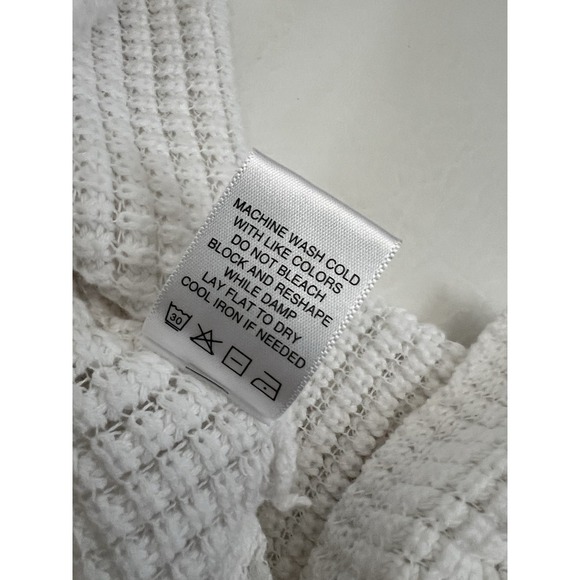 MACHINE WASH COLD
WITH LIKE COLORS
DO NOT BLEACH
BLOCK AND RESHAPE
WHILE DAMP
LAY FLAT TO DRY
COOL IRON IF NEEDED
30